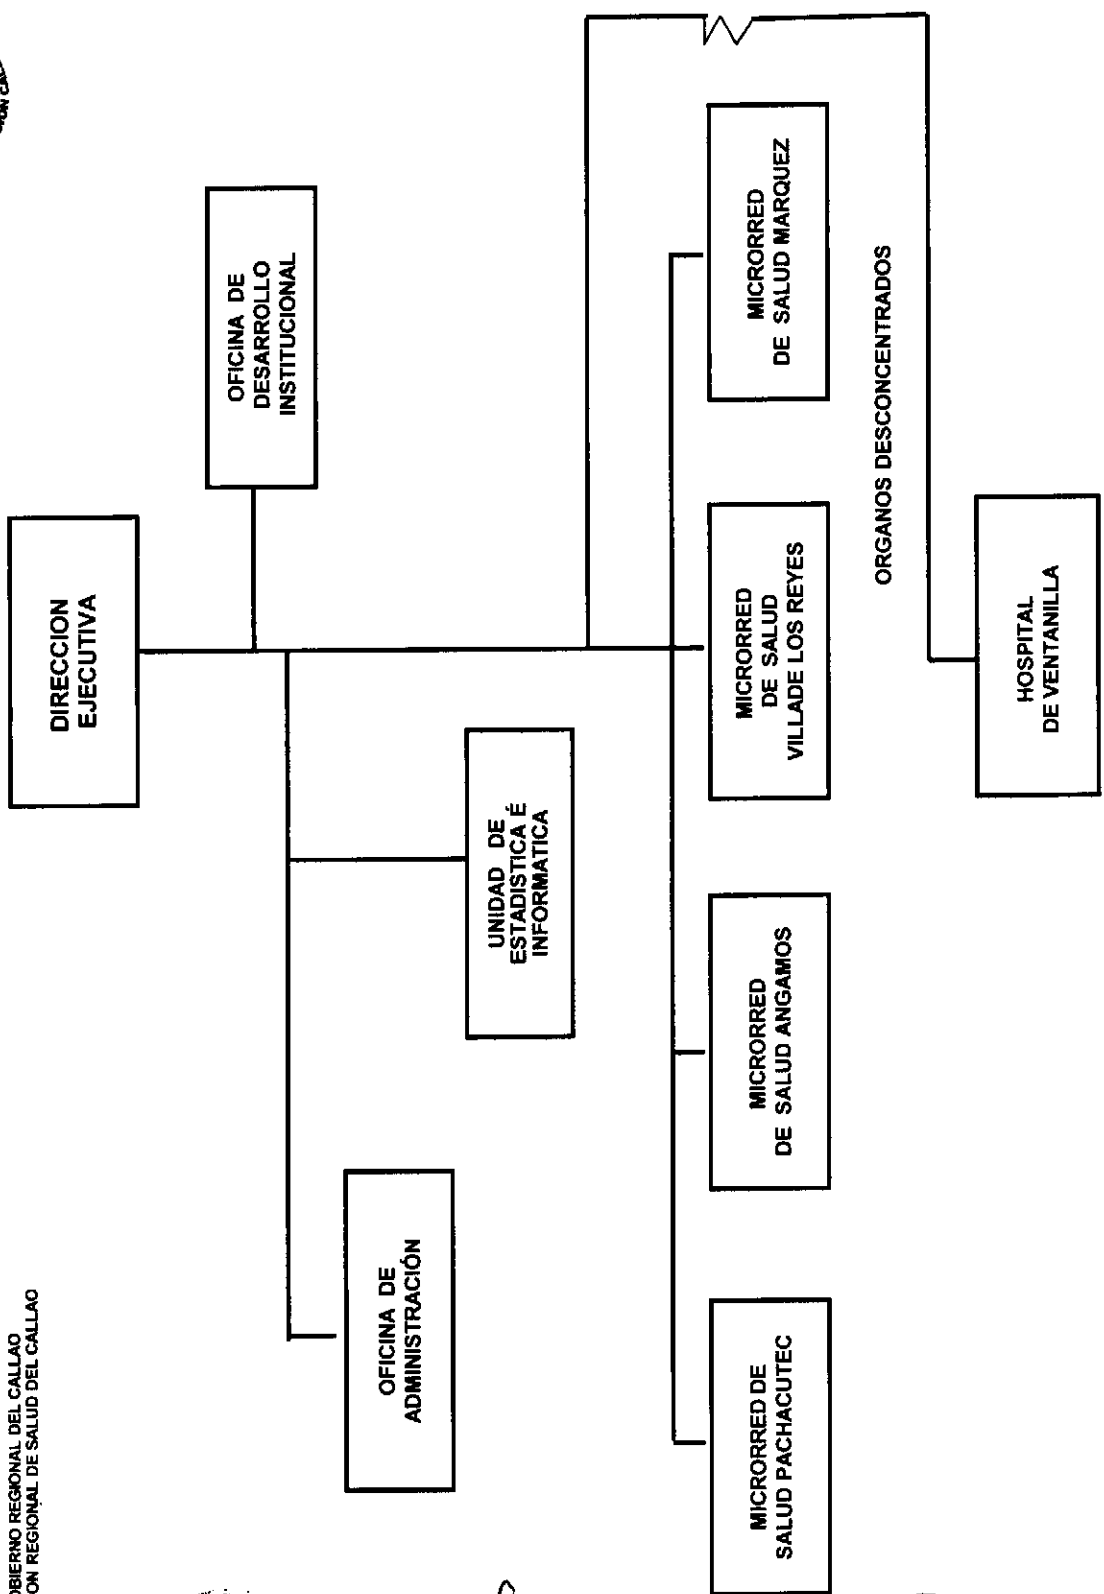 OBIERNO REGIONAL DEL CALLAO
ON REGIONAL DE SALUD DEL CALLAO
DIRECCION
EJECUTIVA
OFICINA DE
DESARROLLO
INSTITUCIONAL
OFICINA DE
ADMINISTRACIÓN
UNIDAD DE
ESTADISTICA É
INFORMATICA
MICRORRED DE
SALUD PACHACUTEC
MICRORRED
DE SALUD ANGAMOS
MICRORRED
DE SALUD
VILLADE LOS REYES
MICRORRED
DE SALUD MARQUEZ
ORGANOS DESCONCENTRADOS
HOSPITAL
DE VENTANILLA